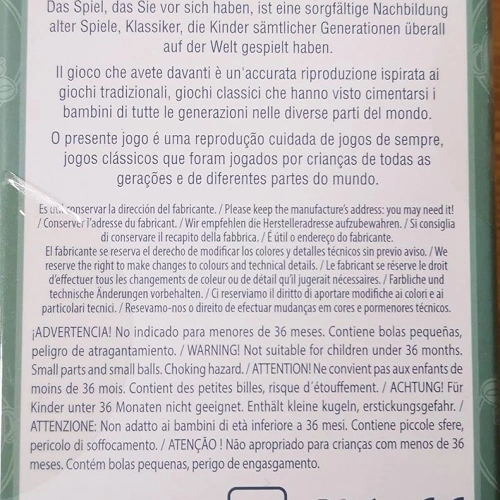 Das Spiel, das Sie vor sich haben, ist eine sorgfältige Nachbildung
alter Spiele, Klassiker, die Kinder sämtlicher Generationen überall
auf der Welt gespielt haben.
Il gioco che avete davanti è un'accurata riproduzione ispirata ai
giochi tradizionali, giochi classici che hanno visto cimentarsi i
bambini di tutte le generazioni nelle diverse parti del mondo.
O presente jogo é uma reprodução cuidada de jogos de sempre,
jogos clássicos que foram jogados por crianças de todas as
gerações e de diferentes partes do mundo.
Es útil conservar la dirección del fabricante. / Please keep the manufacture's address: you may need it!
/ Conserver l'adresse du fabricant. / Wir empfehlen die Herstelleradresse aufzubewahren. / Si consiglia
di conservare il recapito della fabbrica. / É útil o endereço do fabricante.
El fabricante se reserva el derecho de modificar los colores y detalles técnicos sin previo aviso. / We
reserve the right to make changes to colours and technical details. / Le fabricant se réserve le droit
d'effectuer tous les changements de couleur ou de détail qu'il jugerait nécessaires. / Farbliche und
technische Änderungen vorbehalten. / Ci reserviamo il diritto di aportare modifiche ai colori e ai
particolari tecnici. / Resevamo-nos o direito de efectuar mudanças em cores e pormenores técnicos.
¡ADVERTENCIA! No indicado para menores de 36 meses. Contiene bolas pequeñas,
peligro de atragantamiento. / WARNING! Not suitable for children under 36 months.
Small parts and small balls. Choking hazard. / ATTENTION! Ne convient pas aux enfants de
moins de 36 mois. Contient des petites billes, risque d´étouffement. / ACHTUNG! Für
Kinder unter 36 Monaten nicht geeignet. Enthält kleine kugeln, erstickungsgefahr. /
ATTENZIONE: Non adatto ai bambini di età inferiore a 36 mesi. Contiene piccole sfere,
pericolo di soffocamento. / ATENÇÃO ! Não apropriado para crianças com menos de 36
meses. Contém bolas pequenas, perigo de engasgamento.